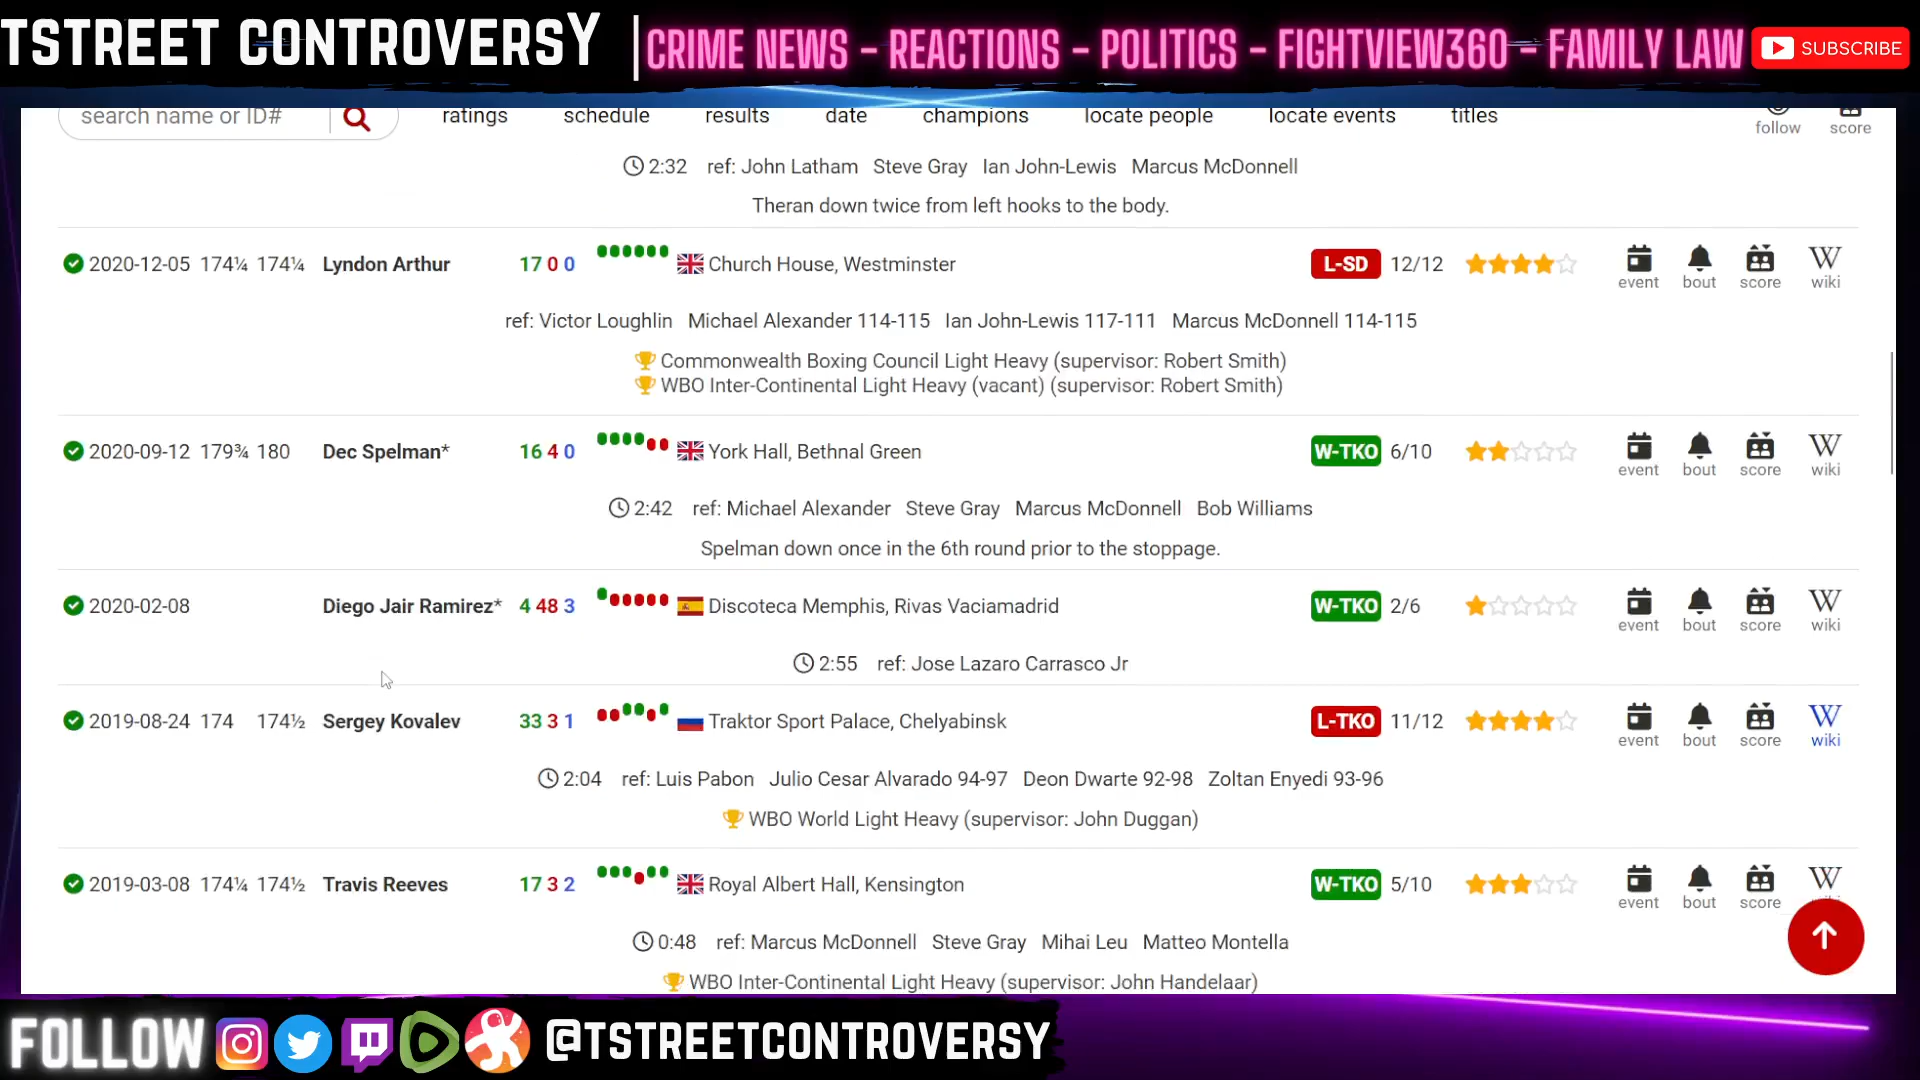 TSTREET CONTROVERSY
CRIME NEWS - REACTIONS - POLITICS - FIGHTVIEW360 - FAMILY LAW
SUBSCRIBE
search name or ID# ratings schedule results date champions locate people locate events titles follow score
2:32 ref: John Latham Steve Gray Ian John-Lewis Marcus McDonnell
Theran down twice from left hooks to the body.
2020-12-05 174¼ 174¼ Lyndon Arthur 17 0 0 Church House, Westminster L-SD 12/12 event bout score W wiki
ref: Victor Loughlin Michael Alexander 114-115 Ian John-Lewis 117-111 Marcus McDonnell 114-115
Commonwealth Boxing Council Light Heavy (supervisor: Robert Smith)
WBO Inter-Continental Light Heavy (vacant) (supervisor: Robert Smith)
2020-09-12 179¾ 180 Dec Spelman* 16 4 0 York Hall, Bethnal Green W-TKO 6/10 event bout score W wiki
2:42 ref: Michael Alexander Steve Gray Marcus McDonnell Bob Williams
Spelman down once in the 6th round prior to the stoppage.
2020-02-08 Diego Jair Ramirez* 4 48 3 Discoteca Memphis, Rivas Vaciamadrid W-TKO 2/6 event bout score W wiki
2:55 ref: Jose Lazaro Carrasco Jr
2019-08-24 174 174½ Sergey Kovalev 33 3 1 Traktor Sport Palace, Chelyabinsk L-TKO 11/12 event bout score W wiki
2:04 ref: Luis Pabon Julio Cesar Alvarado 94-97 Deon Dwarte 92-98 Zoltan Enyedi 93-96
WBO World Light Heavy (supervisor: John Duggan)
2019-03-08 174¼ 174½ Travis Reeves 17 3 2 Royal Albert Hall, Kensington W-TKO 5/10 event bout score W wiki
0:48 ref: Marcus McDonnell Steve Gray Mihai Leu Matteo Montella
WBO Inter-Continental Light Heavy (supervisor: John Handelaar)
FOLLOW @TSTREETCONTROVERSY